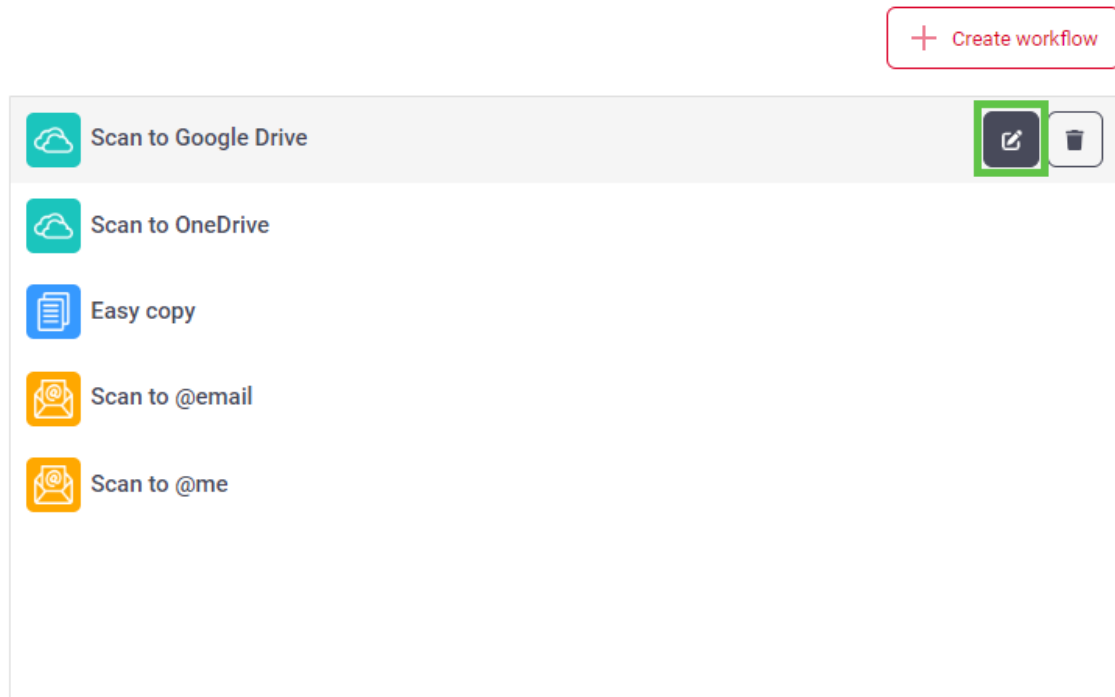 Create workflow
Scan to Google Drive
Scan to OneDrive
Easy copy
Scan to @email
Scan to @me